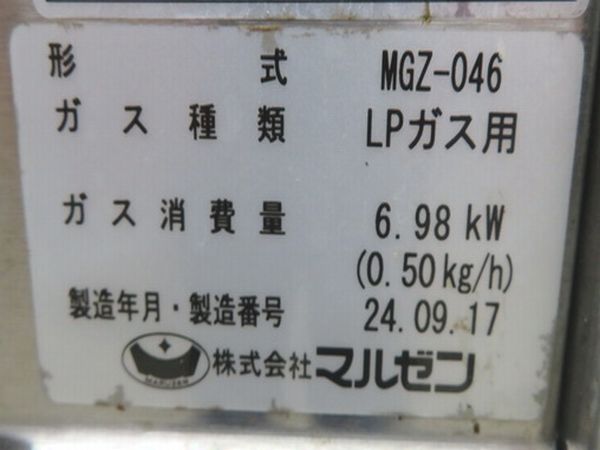 形式 MGZ-046
ガス種類 LPガス用
ガス消費量 6.98 kW
(0.50kg/h)
製造年月・製造番号 24.09.17
MARUZEN 株式会社 マルゼン